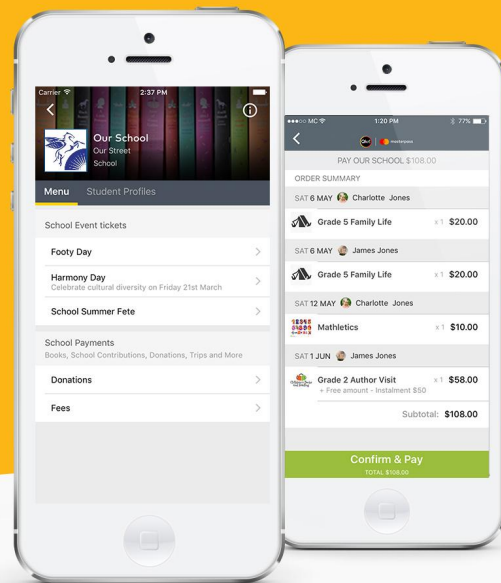 Carrier
2:37 PM
Our School
Our Street
School
Menu
Student Profiles
School Event tickets
Footy Day
Harmony Day
Celebrate cultural diversity on Friday 21st March
School Summer Fete
School Payments
Books, School Contributions, Donations, Trips and More
Donations
Fees
MC
1:20 PM
77%
Qkr!
masterpass
PAY OUR SCHOOL $108.00
ORDER SUMMARY
SAT 6 MAY Charlotte Jones
Grade 5 Family Life x 1 $20.00
SAT 6 MAY James Jones
Grade 5 Family Life x 1 $20.00
SAT 12 MAY Charlotte Jones
Mathletics x 1 $10.00
SAT 1 JUN James Jones
Grade 2 Author Visit x 1 $58.00
+ Free amount - Instalment $50
Subtotal: $108.00
Confirm & Pay
TOTAL $108.00